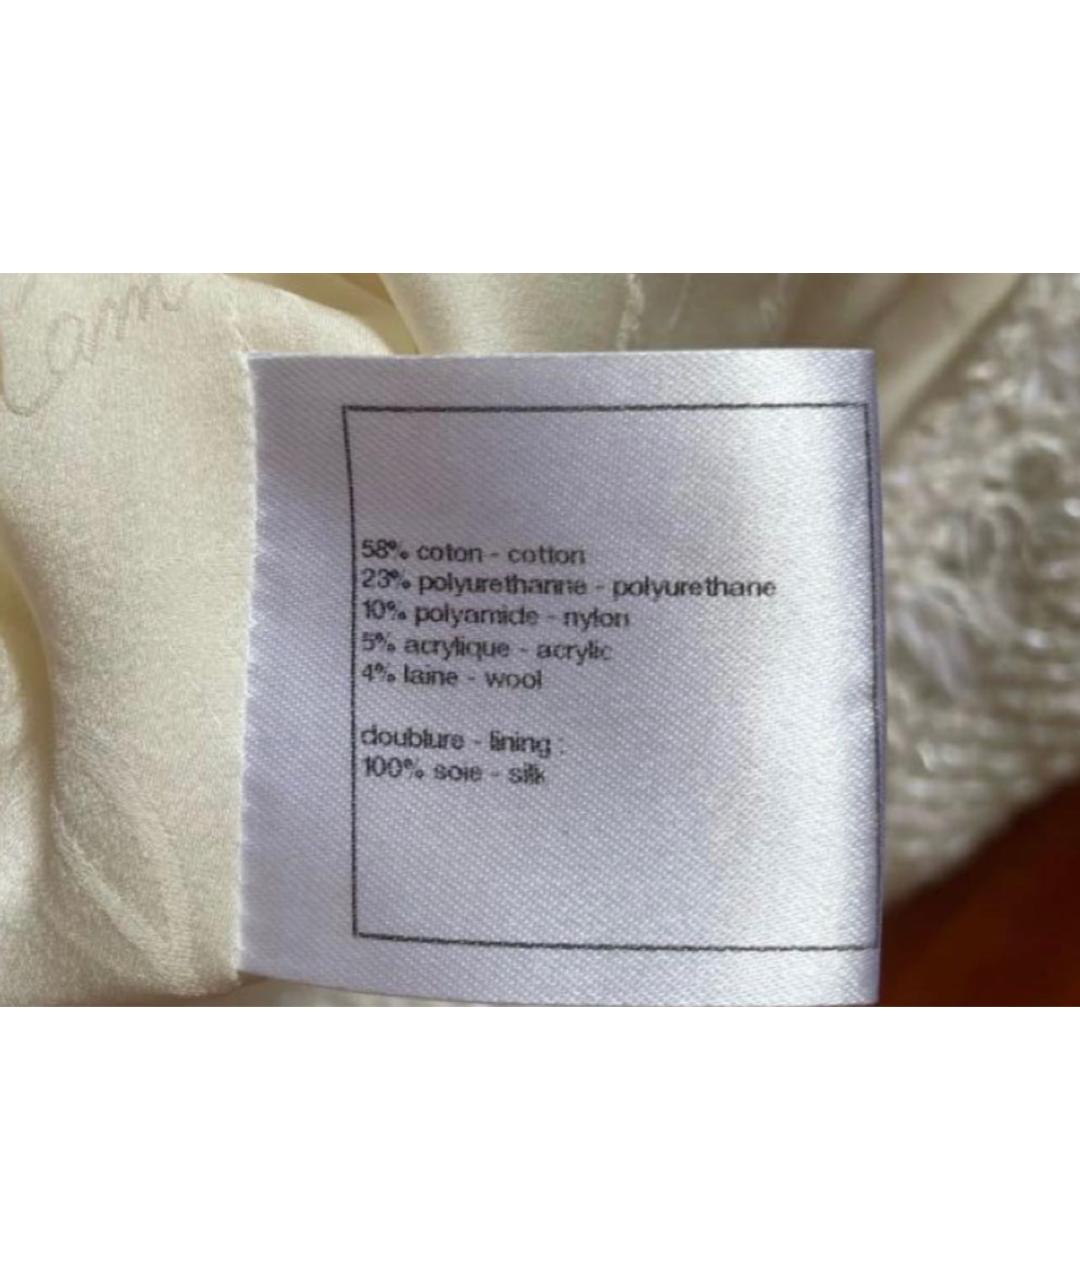 58% coton - cotton
23% polyurethanne - polyurethane
10% polyamide - nylon
5% acrylique - acrylic
4% laine - wool
doublure - lining :
100% soie - silk